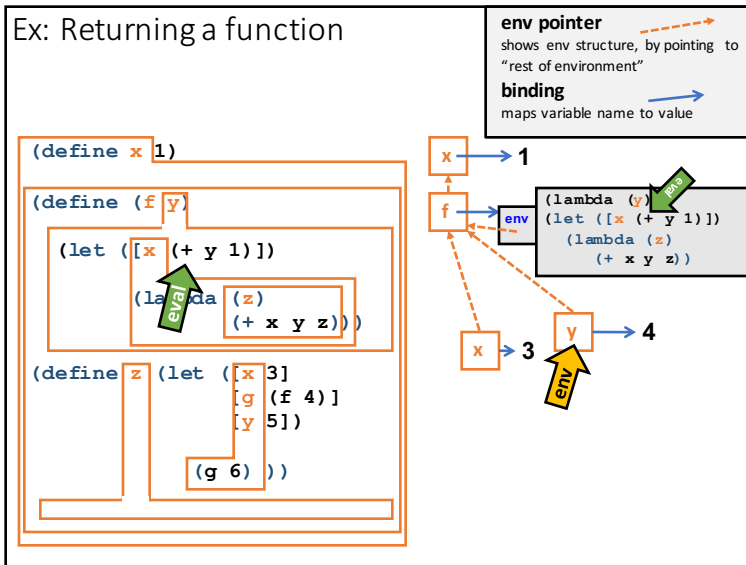 Ex: Returning a function
env pointer
shows env structure, by pointing to
“rest of environment”
binding
maps variable name to value
(define x 1)
(define (f y)
(let ([x (+ y 1)])
(lambda (z)
(+ x y z)))
eval
(define z (let ([x 3]
[g (f 4)]
[y 5])
(g 6) ))
x
1
f
env
(lambda (y)
(let ([x (+ y 1)])
(lambda (z)
(+ x y z))
eval
x
3
y
4
env